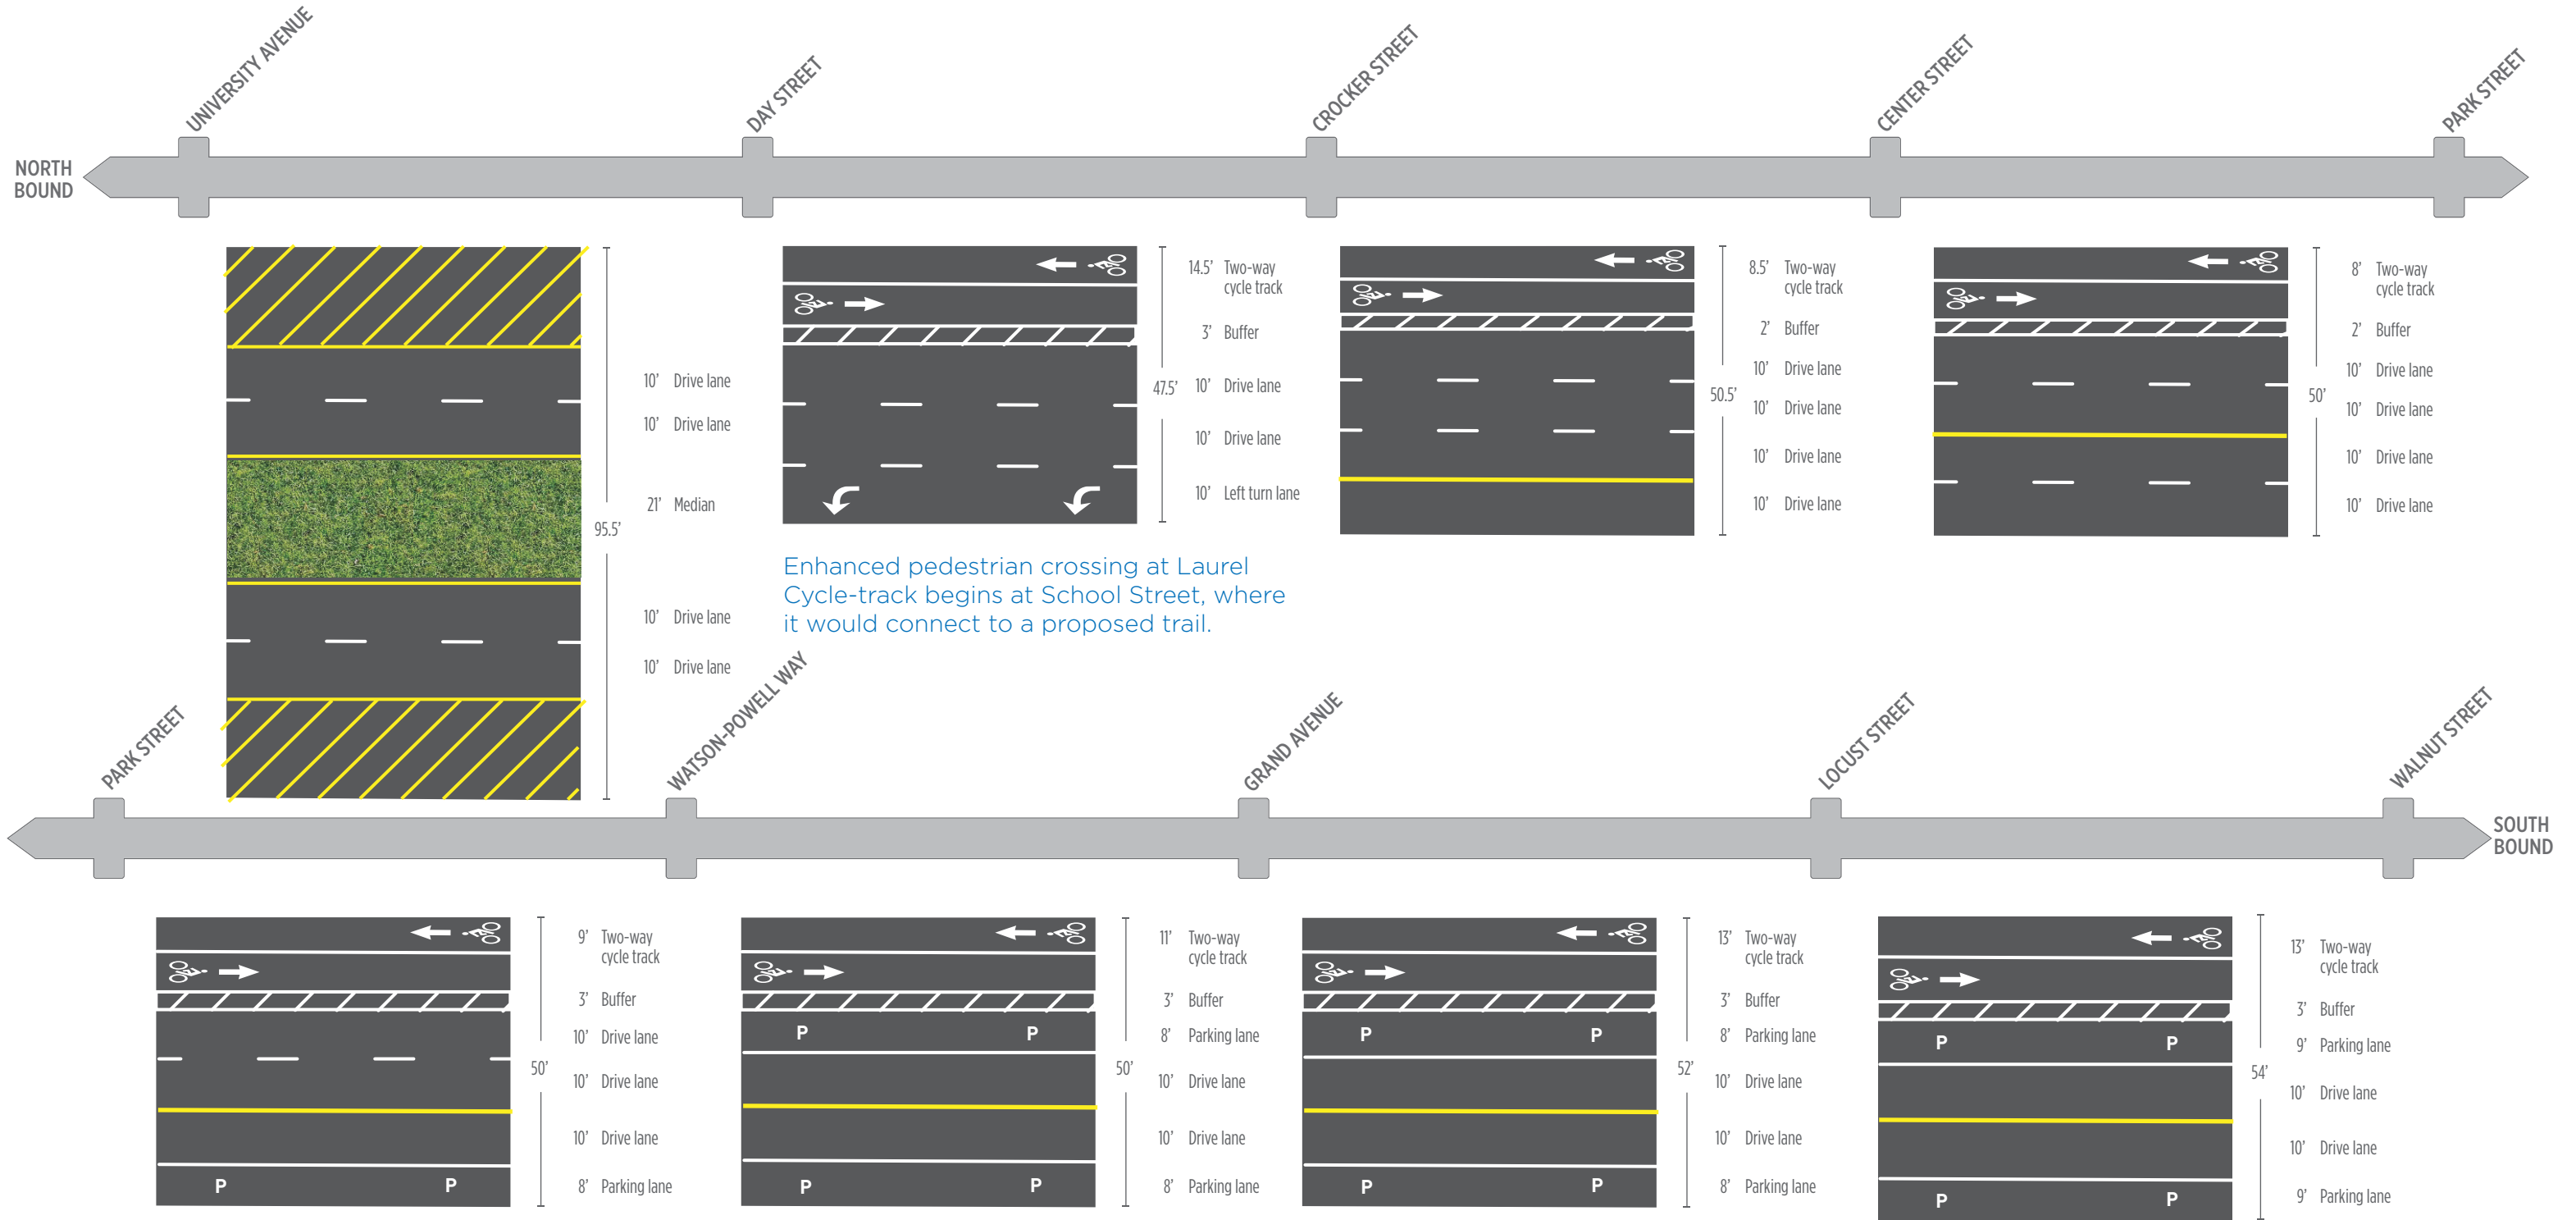 UNIVERSITY AVENUE
DAY STREET
CROCKER STREET
CENTER STREET
PARK STREET
NORTH
BOUND
10' Drive lane
10' Drive lane
21' Median
95.5'
10' Drive lane
10' Drive lane
14.5' Two-way
cycle track
3' Buffer
47.5'
10' Drive lane
10' Drive lane
10' Left turn lane
8.5' Two-way
cycle track
2' Buffer
10' Drive lane
50.5'
10' Drive lane
10' Drive lane
10' Drive lane
8' Two-way
cycle track
2' Buffer
10' Drive lane
50'
10' Drive lane
10' Drive lane
10' Drive lane
Enhanced pedestrian crossing at Laurel
Cycle-track begins at School Street, where
it would connect to a proposed trail.
PARK STREET
WATSON-POWELL WAY
GRAND AVENUE
LOCUST STREET
WALNUT STREET
SOUTH
BOUND
9' Two-way
cycle track
3' Buffer
10' Drive lane
50'
10' Drive lane
10' Drive lane
P P
8' Parking lane
11' Two-way
cycle track
3' Buffer
P P
8' Parking lane
50'
10' Drive lane
10' Drive lane
P P
8' Parking lane
13' Two-way
cycle track
3' Buffer
P P
8' Parking lane
52'
10' Drive lane
10' Drive lane
P P
8' Parking lane
13' Two-way
cycle track
3' Buffer
P P
9' Parking lane
54'
10' Drive lane
10' Drive lane
P P
9' Parking lane